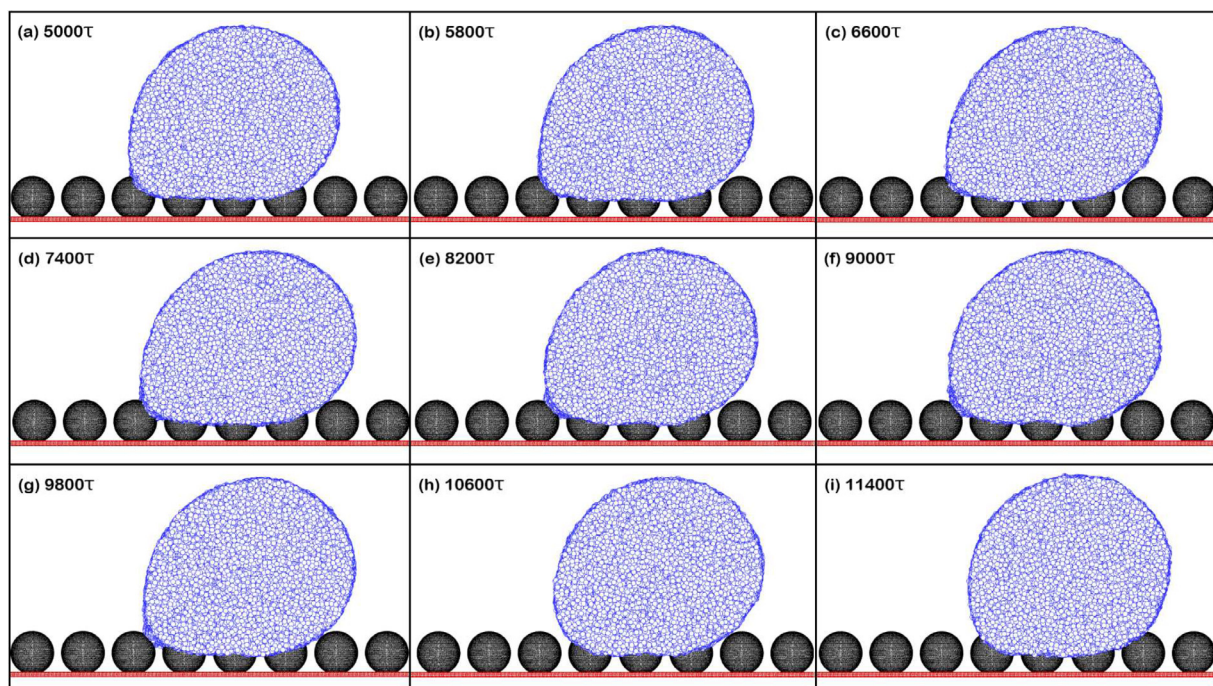 (a) 5000τ
(b) 5800τ
(c) 6600τ
(d) 7400τ
(e) 8200τ
(f) 9000τ
(g) 9800τ
(h) 10600τ
(i) 11400τ